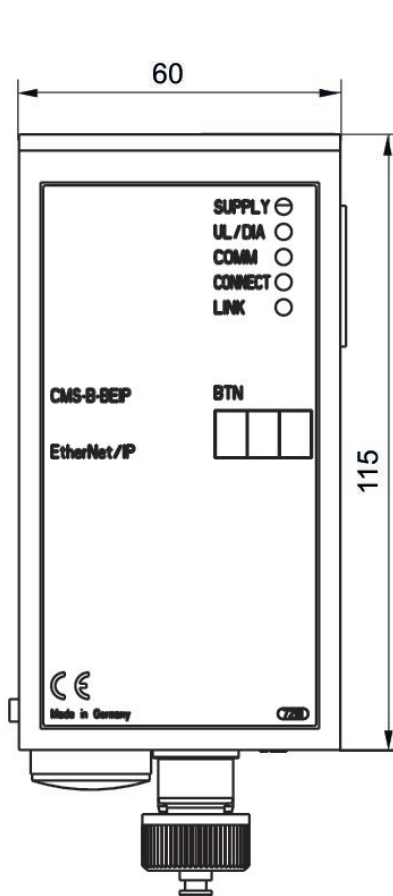 60
SUPPLY
UL/DIA
COMM
CONNECT
LINK
CMS-B-BEIP BTN
EtherNet/IP
115
CE
Made in Germany